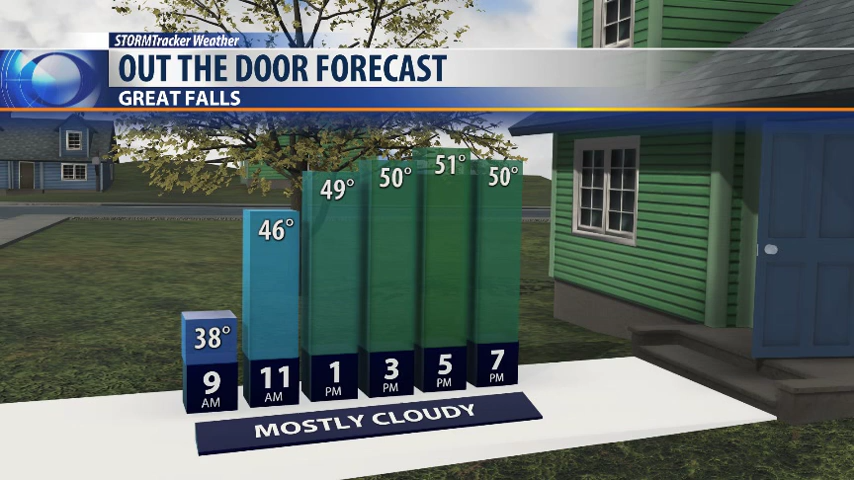 STORMTracker Weather
OUT THE DOOR FORECAST
GREAT FALLS
38° 46° 49° 50° 51° 50°
9 11 1 3 5 7
AM AM PM PM PM PM
MOSTLY CLOUDY